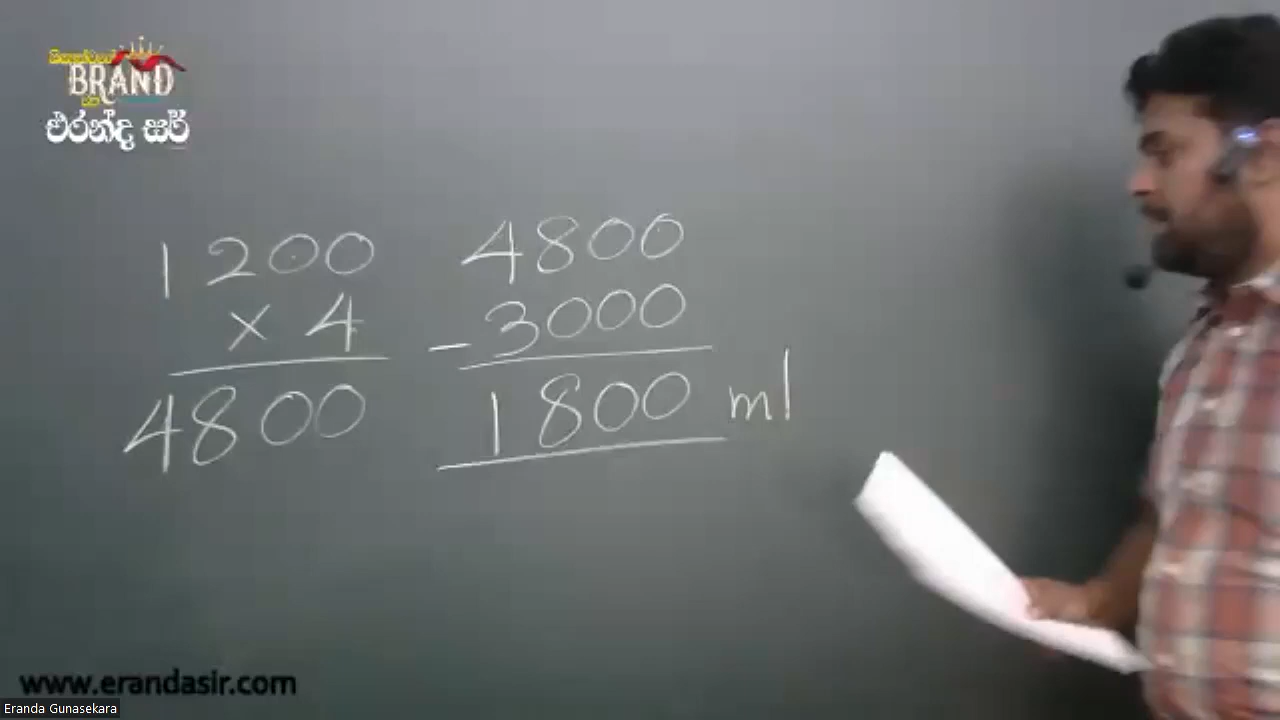 BRAND
එරන්ද සර්
1200
× 4
4800
4800
- 3000
1800 ml
www.erandasir.com
Eranda Gunasekara